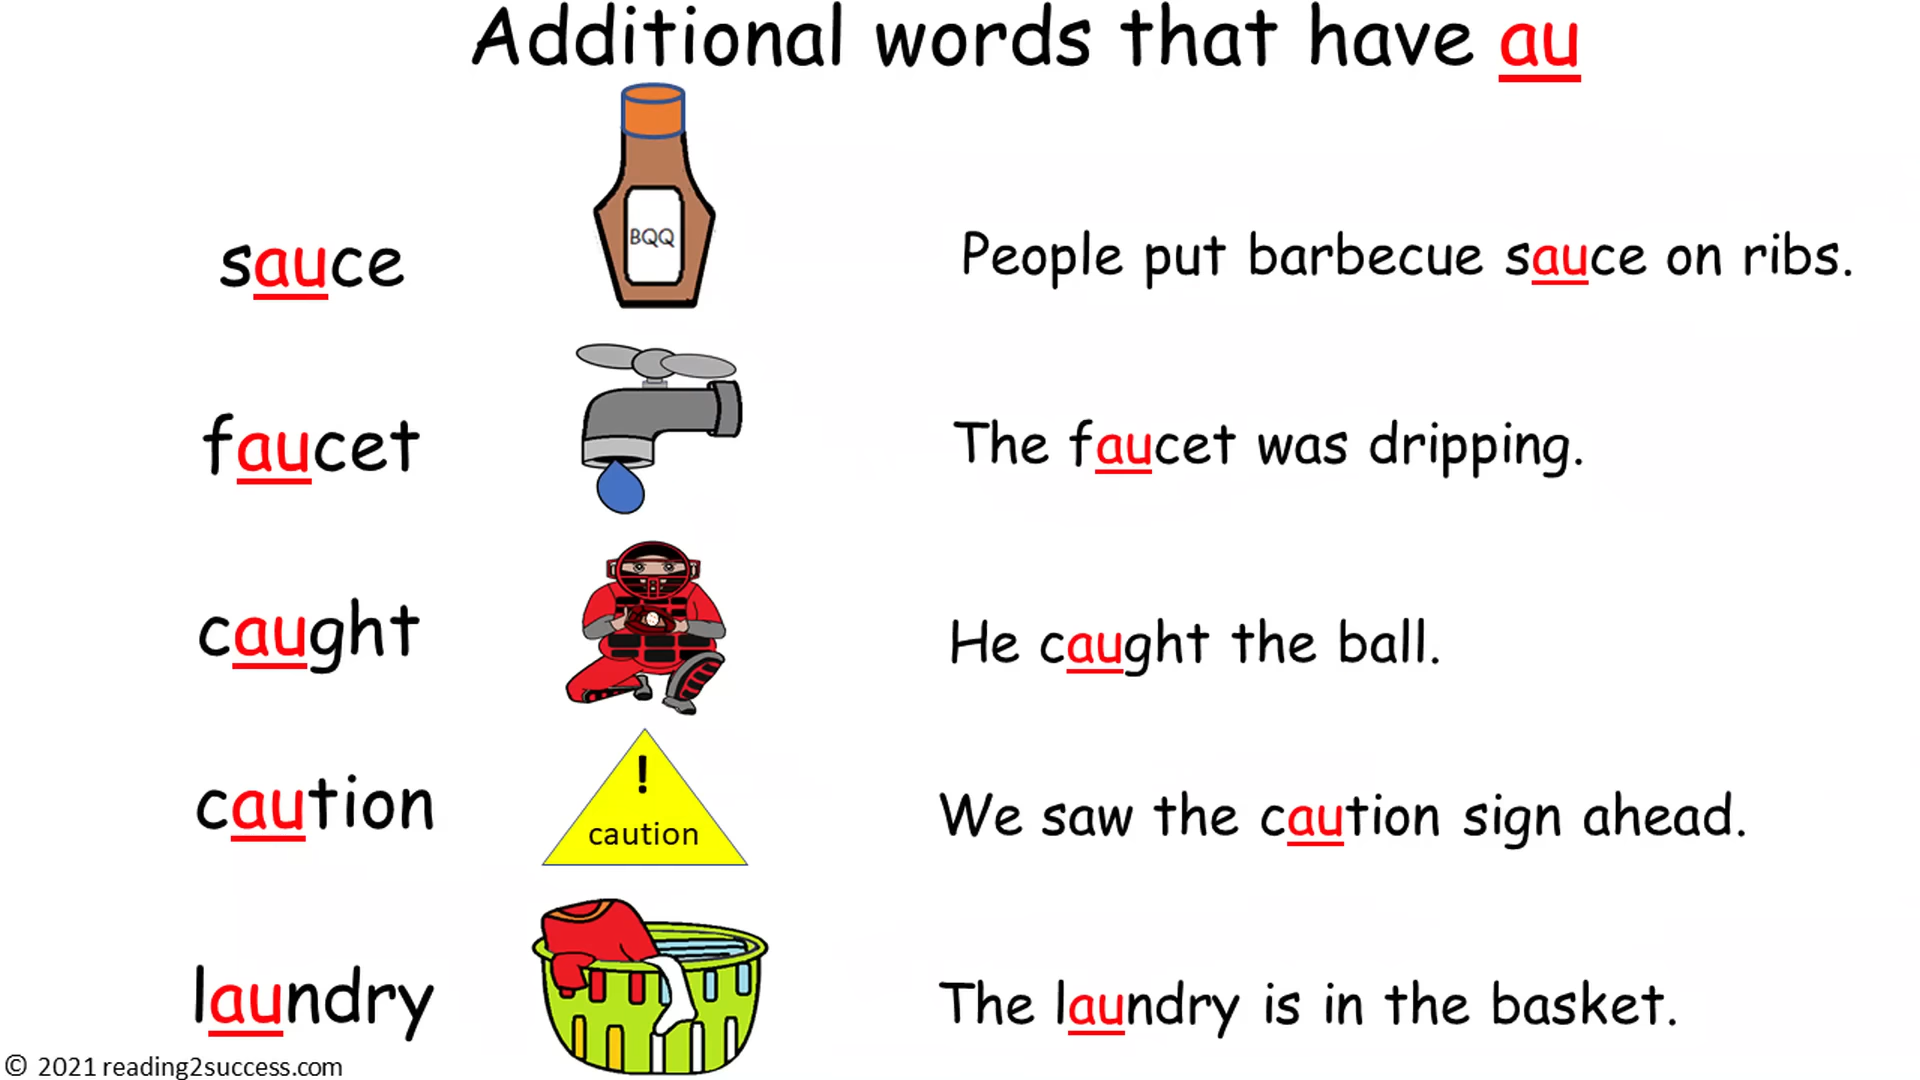 Additional words that have au
sauce
BQQ
People put barbecue sauce on ribs.
faucet
The faucet was dripping.
caught
He caught the ball.
caution
!
caution
We saw the caution sign ahead.
laundry
The laundry is in the basket.
© 2021 reading2success.com